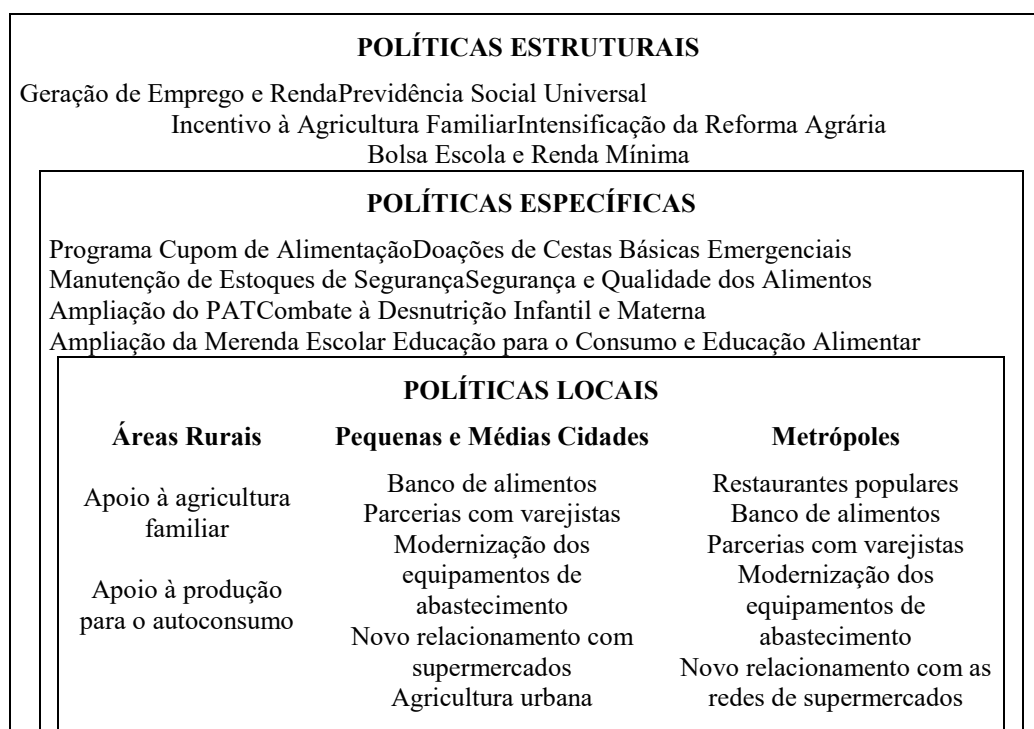 POLÍTICAS ESTRUTURAIS
Geração de Emprego e RendaPrevidência Social Universal
Incentivo à Agricultura FamiliarIntensificação da Reforma Agrária
Bolsa Escola e Renda Mínima
POLÍTICAS ESPECÍFICAS
Programa Cupom de AlimentaçãoDoações de Cestas Básicas Emergenciais
Manutenção de Estoques de SegurançaSegurança e Qualidade dos Alimentos
Ampliação do PATCombate à Desnutrição Infantil e Materna
Ampliação da Merenda Escolar Educação para o Consumo e Educação Alimentar
POLÍTICAS LOCAIS
Áreas Rurais
Apoio à agricultura
familiar
Apoio à produção
para o autoconsumo
Pequenas e Médias Cidades
Banco de alimentos
Parcerias com varejistas
Modernização dos
equipamentos de
abastecimento
Novo relacionamento com
supermercados
Agricultura urbana
Metrópoles
Restaurantes populares
Banco de alimentos
Parcerias com varejistas
Modernização dos
equipamentos de
abastecimento
Novo relacionamento com as
redes de supermercados